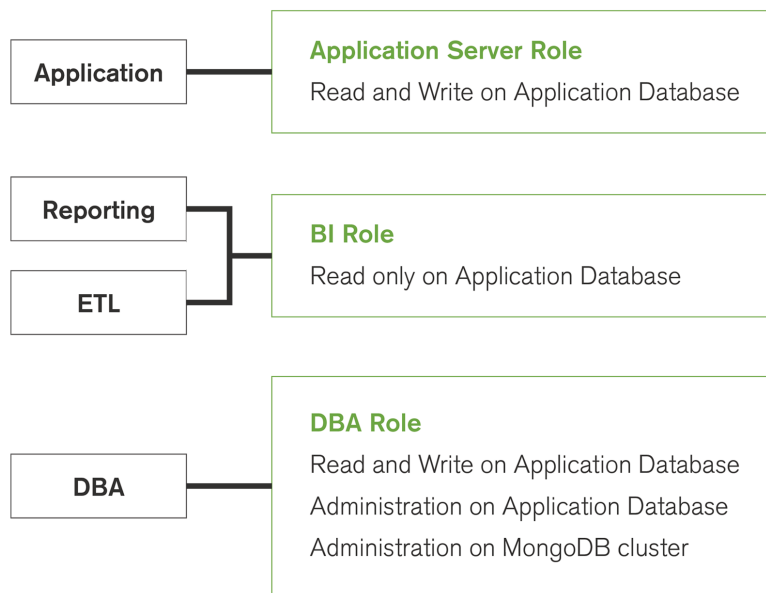 Application
Application Server Role
Read and Write on Application Database
Reporting
ETL
BI Role
Read only on Application Database
DBA
DBA Role
Read and Write on Application Database
Administration on Application Database
Administration on MongoDB cluster